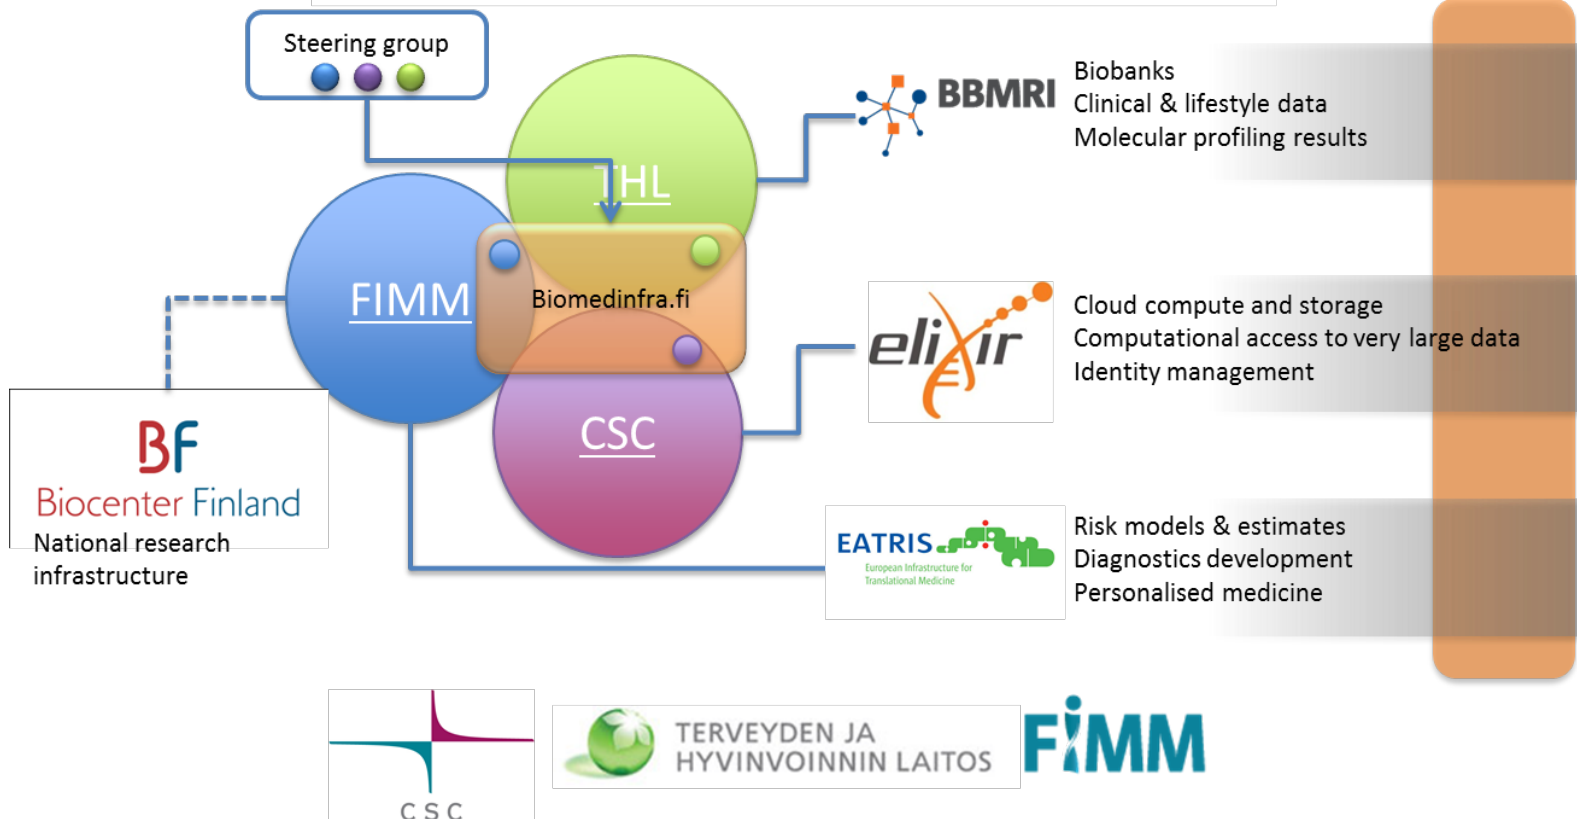 Steering group
THL
FIMM
Biomedinfra.fi
CSC
BF
Biocenter Finland
National research
infrastructure
BBMRI
Biobanks
Clinical & lifestyle data
Molecular profiling results
elixir
Cloud compute and storage
Computational access to very large data
Identity management
EATRIS
European Infrastructure for
Translational Medicine
Risk models & estimates
Diagnostics development
Personalised medicine
CSC
TERVEYDEN JA
HYVINVOINNIN LAITOS
FiMM